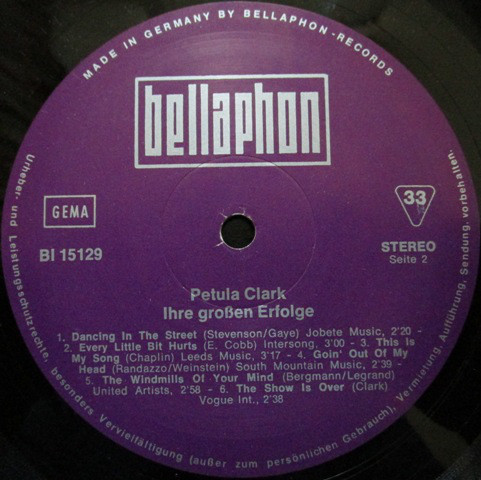 MADE IN GERMANY BY BELLAPHON-RECORDS
bellaphon
GEMA
33
BI 15129
STEREO
Seite 2
Petula Clark
Ihre großen Erfolge
1. Dancing In The Street (Stevenson/Gaye) Jobete Music, 2'20 -
2. Every Little Bit Hurts (E. Cobb) Intersong, 3'00 - 3. This Is
My Song (Chaplin) Leeds Music, 3'17 - 4. Goin' Out Of My
Head (Randazzo/Weinstein) South Mountain Music, 2'39 -
5. The Windmills Of Your Mind (Bergmann/Legrand)
United Artists, 2'58 - 6. The Show Is Over (Clark)
Vogue Int., 2'38
Urheber- und Leistungsschutzrechte, besonders Vervielfältigung (außer zum persönlichen Gebrauch), Vermietung, Aufführung, Sendung, vorbehalten.